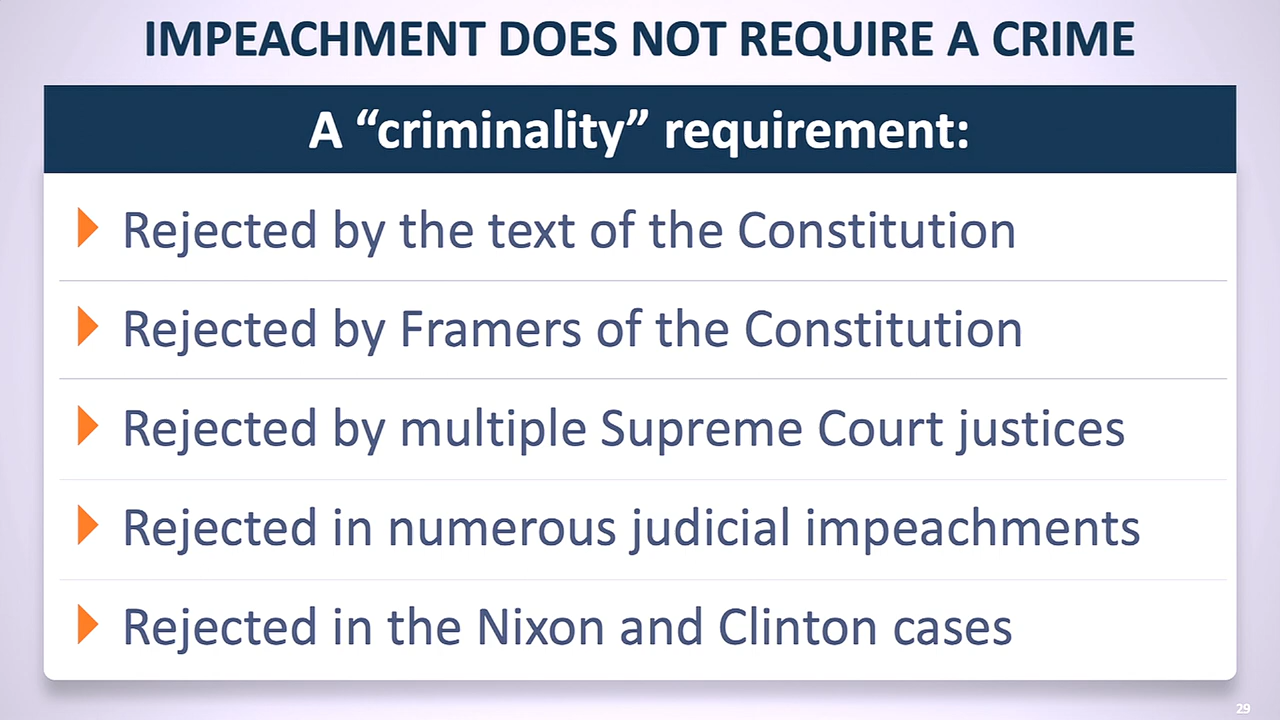 IMPEACHMENT DOES NOT REQUIRE A CRIME
A “criminality” requirement:
Rejected by the text of the Constitution
Rejected by Framers of the Constitution
Rejected by multiple Supreme Court justices
Rejected in numerous judicial impeachments
Rejected in the Nixon and Clinton cases
29